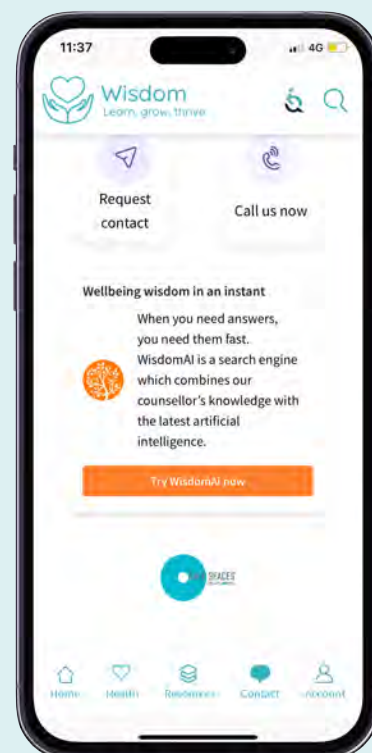 11:37
4G
Wisdom
Learn, grow, thrive
Request
contact
Call us now
Wellbeing wisdom in an instant
When you need answers,
you need them fast.
WisdomAI is a search engine
which combines our
counsellor's knowledge with
the latest artificial
intelligence.
Try WisdomAI now
SPACES
Home
Health
Resources
Contact
Account